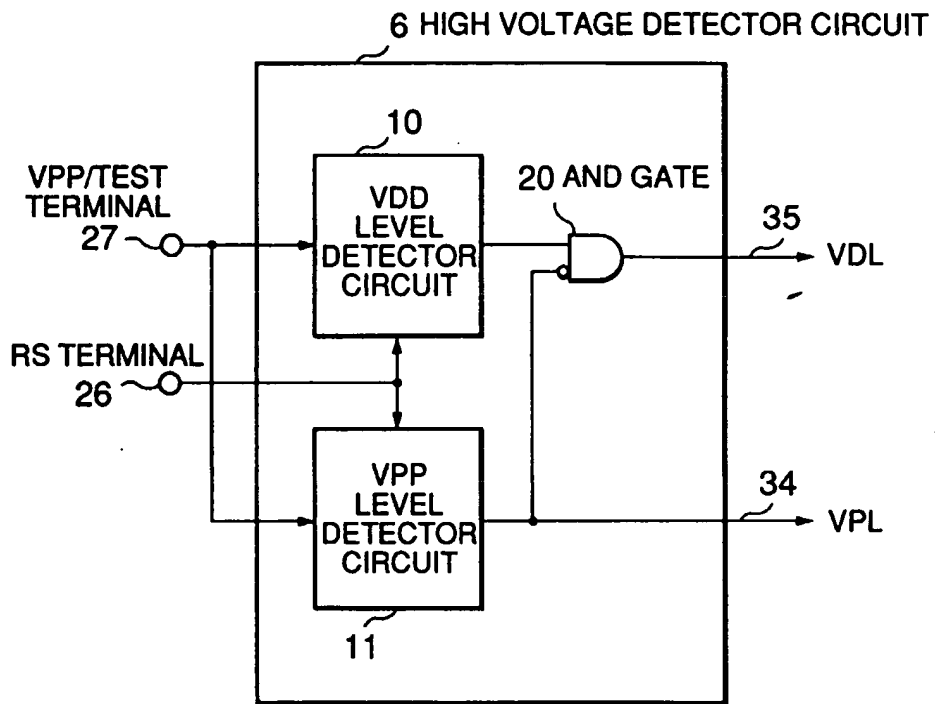 6 HIGH VOLTAGE DETECTOR CIRCUIT
10
VPP/TEST
TERMINAL
27
VDD
LEVEL
DETECTOR
CIRCUIT
20 AND GATE
35
VDL
RS TERMINAL
26
VPP
LEVEL
DETECTOR
CIRCUIT
34
VPL
11